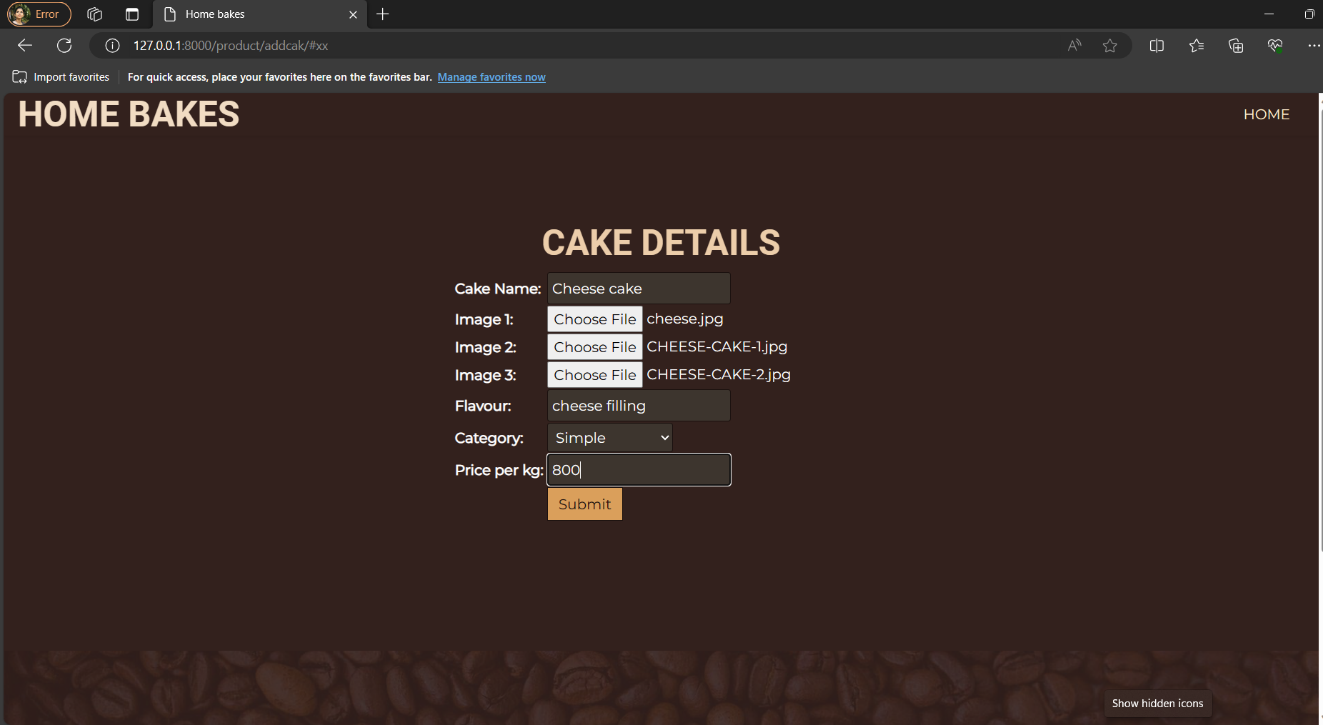 Error
Home bakes
127.0.0.1:8000/product/addcak/#xx
Import favorites
For quick access, place your favorites here on the favorites bar. Manage favorites now
HOME BAKES
HOME
CAKE DETAILS
Cake Name: Cheese cake
Image 1: Choose File cheese.jpg
Image 2: Choose File CHEESE-CAKE-1.jpg
Image 3: Choose File CHEESE-CAKE-2.jpg
Flavour: cheese filling
Category: Simple
Price per kg: 800
Submit
Show hidden icons